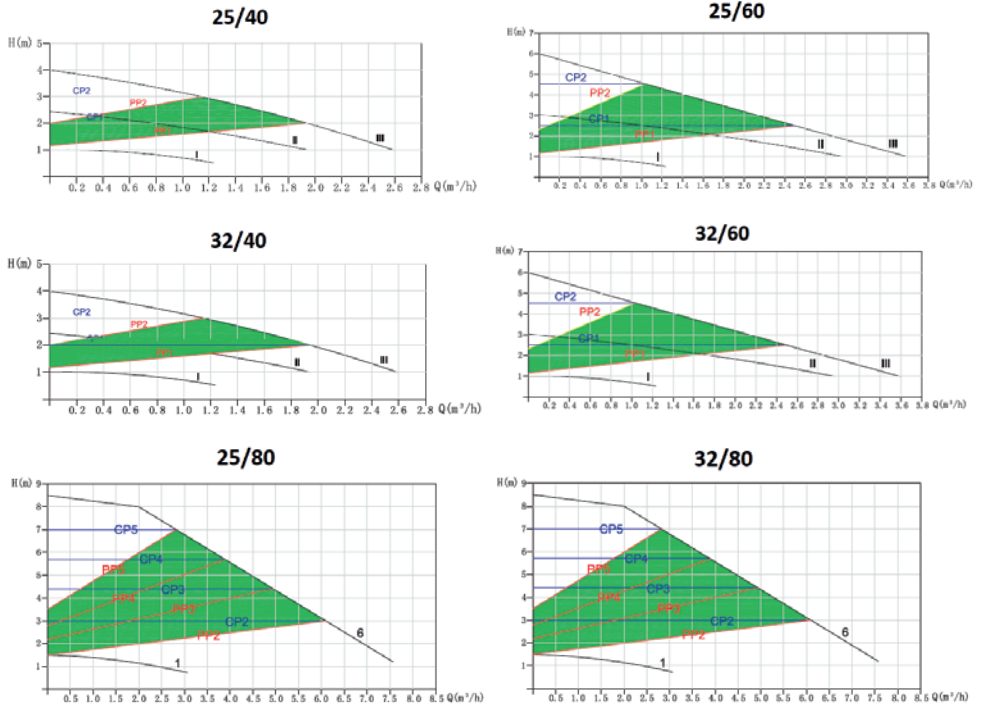 25/40
25/60
H(m)
5
4
3
2
1
CP2
PP2
CP1
PP1
I
II
III
0.2 0.4 0.6 0.8 1.0 1.2 1.4 1.6 1.8 2.0 2.2 2.4 2.6 2.8 Q(m³/h)
H(m)
7
6
5
4
3
2
1
CP2
PP2
CP1
PP1
I
II
III
0.2 0.4 0.6 0.8 1.0 1.2 1.4 1.6 1.8 2.0 2.2 2.4 2.6 2.8 3.0 3.2 3.4 3.6 3.8 Q(m³/h)
32/40
32/60
H(m)
5
4
3
2
1
CP2
PP2
CP1
PP1
I
II
III
0.2 0.4 0.6 0.8 1.0 1.2 1.4 1.6 1.8 2.0 2.2 2.4 2.6 2.8 Q(m³/h)
H(m)
7
6
5
4
3
2
1
CP2
PP2
CP1
PP1
I
II
III
0.2 0.4 0.6 0.8 1.0 1.2 1.4 1.6 1.8 2.0 2.2 2.4 2.6 2.8 3.0 3.2 3.4 3.6 3.8 Q(m³/h)
25/80
32/80
H(m)
9
8
7
6
5
4
3
2
1
CP5
CP4
PP5
CP3
PP4
PP3
CP2
PP2
6
1
0.5 1.0 1.5 2.0 2.5 3.0 3.5 4.0 4.5 5.0 5.5 6.0 6.5 7.0 7.5 8.0 8.5 Q(m³/h)
H(m)
9
8
7
6
5
4
3
2
1
CP5
CP4
PP5
CP3
PP4
PP3
CP2
PP2
6
1
0.5 1.0 1.5 2.0 2.5 3.0 3.5 4.0 4.5 5.0 5.5 6.0 6.5 7.0 7.5 8.0 8.5 Q(m³/h)